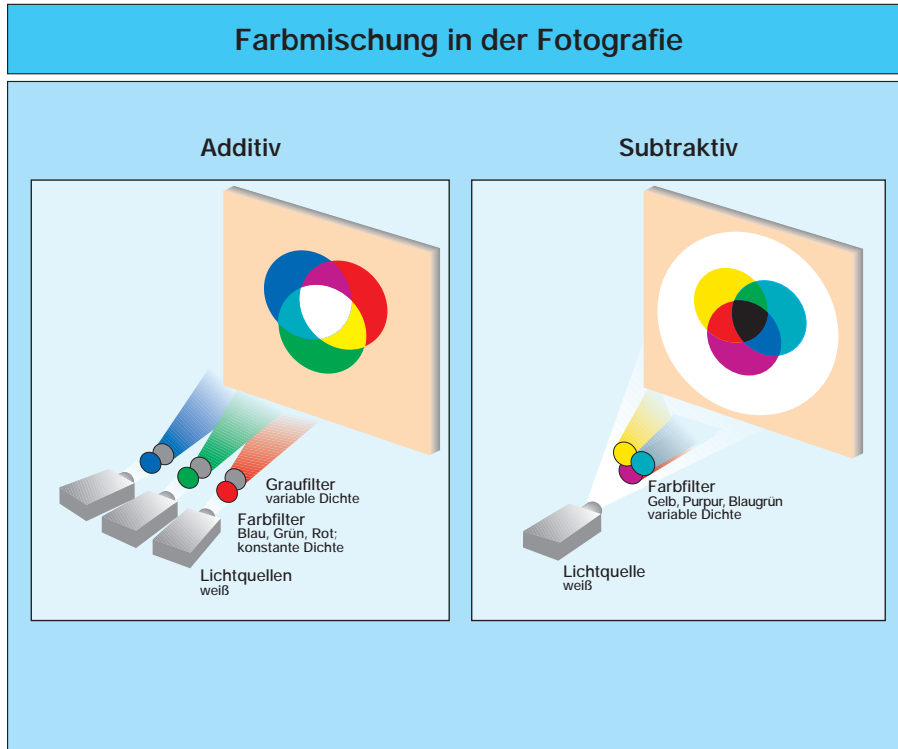 Farbmischung in der Fotografie
Additiv
Graufilter
variable Dichte
Farbfilter
Blau, Grün, Rot;
konstante Dichte
Lichtquellen
weiß
Subtraktiv
Farbfilter
Gelb, Purpur, Blaugrün
variable Dichte
Lichtquelle
weiß